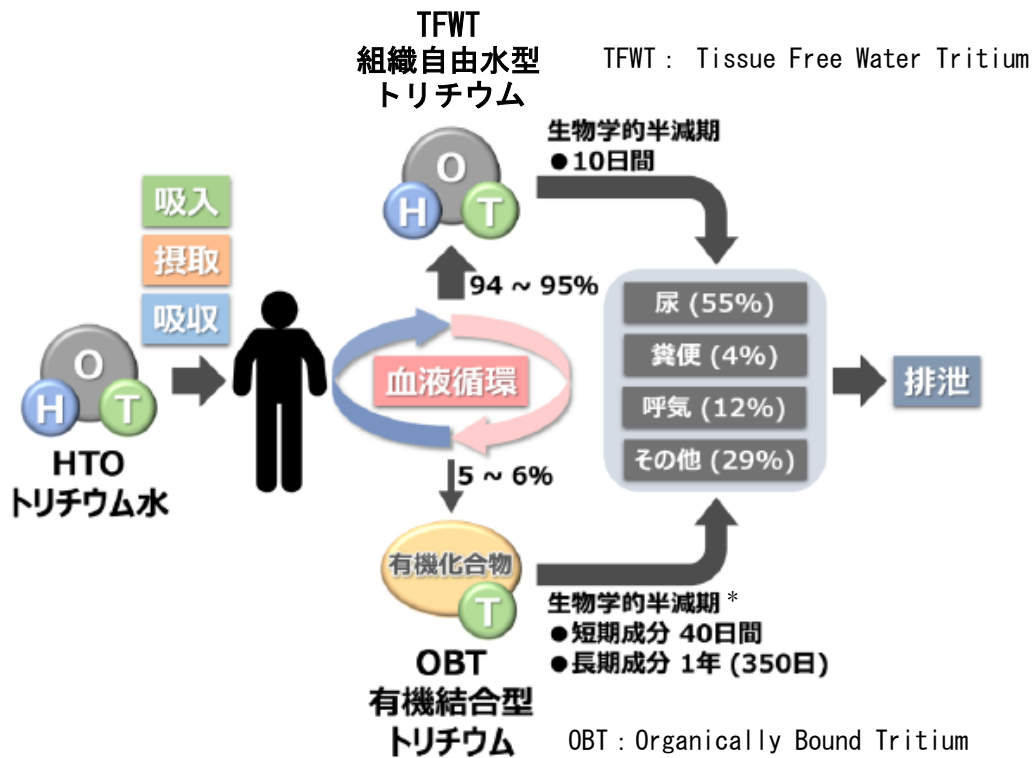 TFWT
組織自由水型
トリチウム
TFWT： Tissue Free Water Tritium
生物学的半減期
●10日間
O
H
T
吸入
摂取
吸収
94 ~ 95%
尿 (55%)
糞便 (4%)
呼気 (12%)
その他 (29%)
排泄
O
H
T
HTO
トリチウム水
血液循環
5 ~ 6%
有機化合物
T
生物学的半減期*
●短期成分 40日間
●長期成分 1年 (350日)
OBT
有機結合型
トリチウム
OBT：Organically Bound Tritium